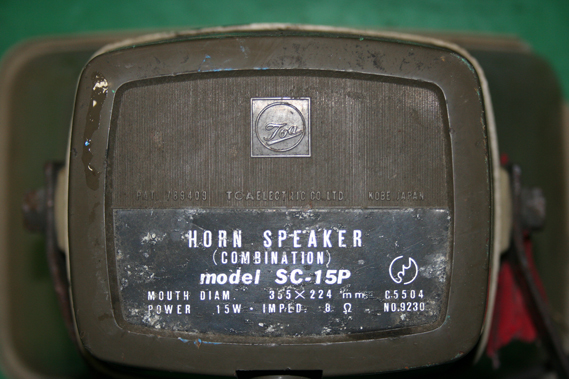 Toa
PAT. 789409 TOA ELECTRIC CO. LTD. KOBE JAPAN
HORN SPEAKER
(COMBINATION)
model SC-15P
MOUTH DIAM. 355×224 mm C5504
POWER 15W · IMPED. 8 Ω NO.9230